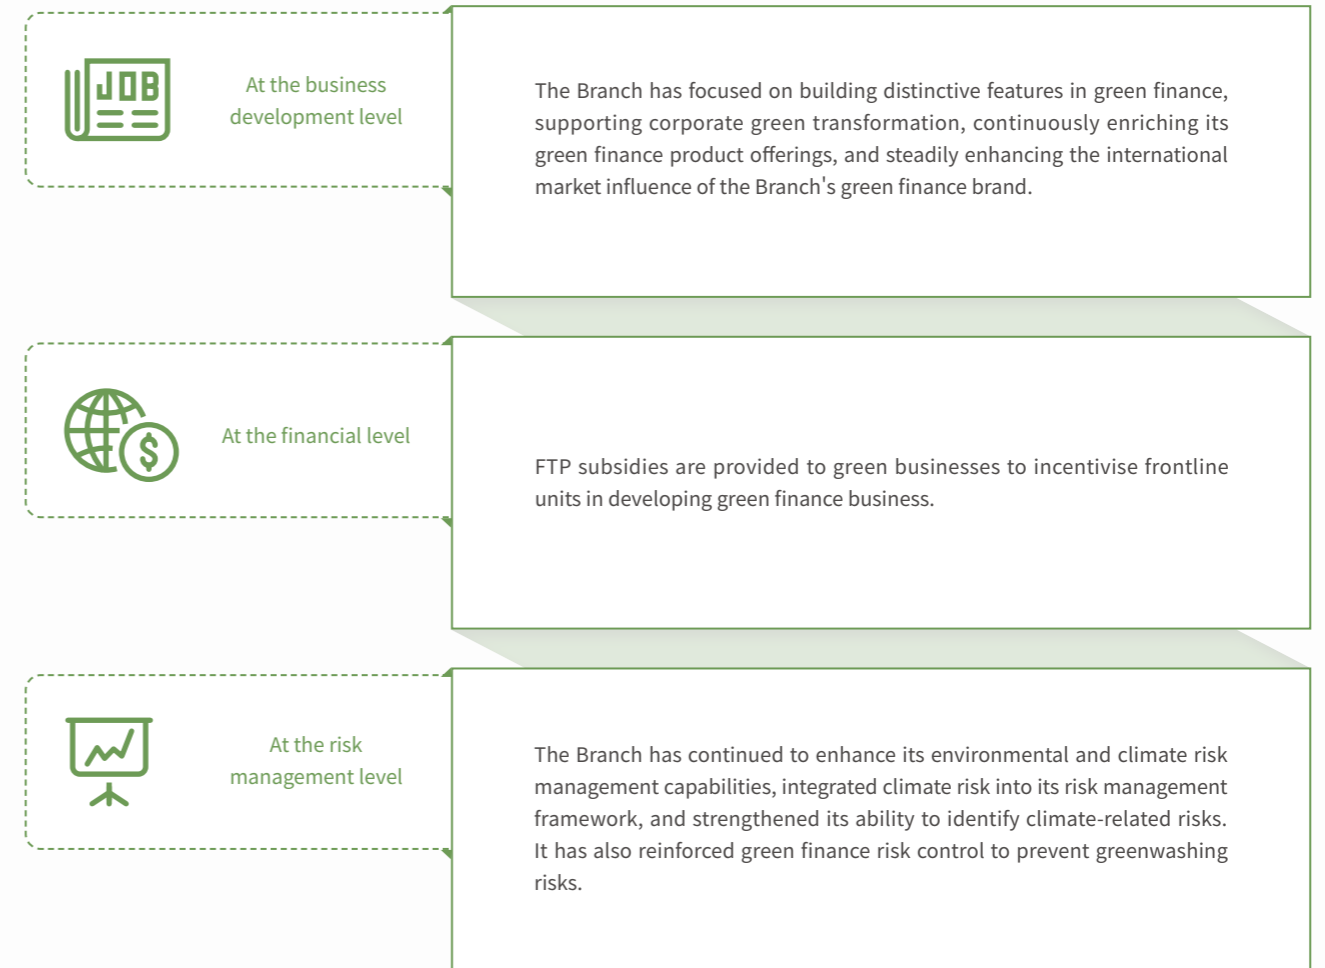 JOB
At the business
development level
The Branch has focused on building distinctive features in green finance,
supporting corporate green transformation, continuously enriching its
green finance product offerings, and steadily enhancing the international
market influence of the Branch's green finance brand.
$
At the financial level
FTP subsidies are provided to green businesses to incentivise frontline
units in developing green finance business.
At the risk
management level
The Branch has continued to enhance its environmental and climate risk
management capabilities, integrated climate risk into its risk management
framework, and strengthened its ability to identify climate-related risks.
It has also reinforced green finance risk control to prevent greenwashing
risks.